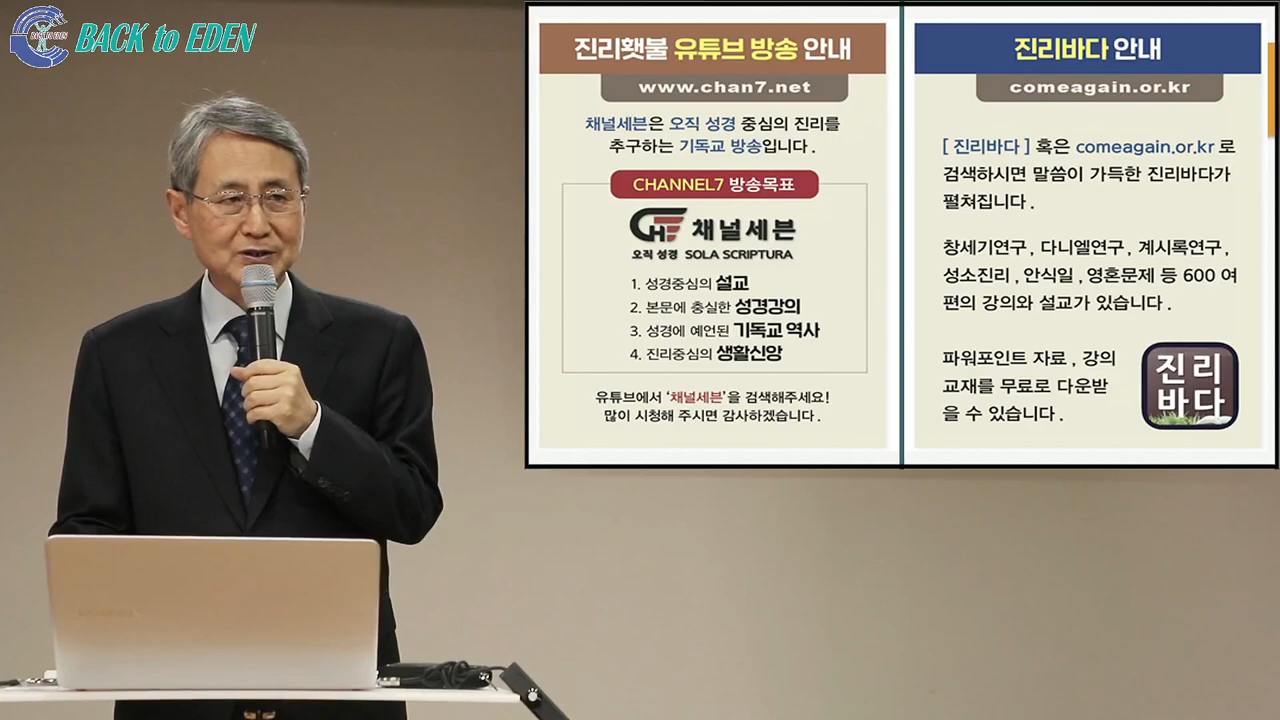 BACK to EDEN
BACK to EDEN
진리횃불 유튜브 방송 안내
www.chan7.net
채널세븐은 오직 성경 중심의 진리를
추구하는 기독교 방송입니다.
CHANNEL7 방송목표
CH7 채널세븐
오직 성경 SOLA SCRIPTURA
1. 성경중심의 설교
2. 본문에 충실한 성경강의
3. 성경에 예언된 기독교 역사
4. 진리중심의 생활신앙
유튜브에서 '채널세븐'을 검색해주세요!
많이 시청해 주시면 감사하겠습니다.
진리바다 안내
comeagain.or.kr
[ 진리바다 ] 혹은 comeagain.or.kr 로
검색하시면 말씀이 가득한 진리바다가
펼쳐집니다.
창세기연구, 다니엘연구, 계시록연구,
성소진리, 안식일, 영혼문제 등 600 여
편의 강의와 설교가 있습니다.
파워포인트 자료, 강의
교재를 무료로 다운받
을 수 있습니다.
진리
바다